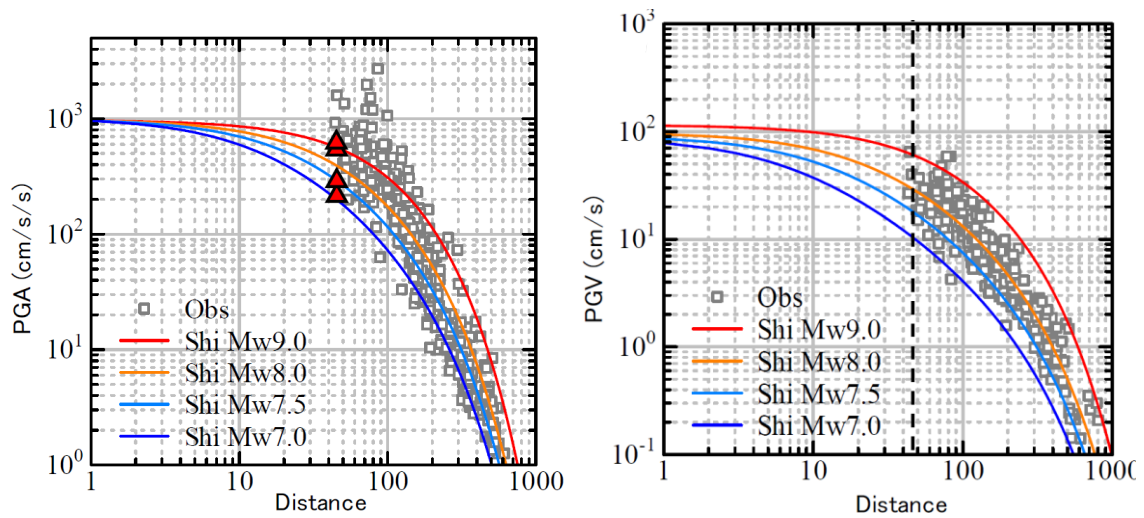 PGA (cm/s/s)
10³
10²
10¹
10⁰
1
10
100
1000
Distance
Obs
Shi Mw9.0
Shi Mw8.0
Shi Mw7.5
Shi Mw7.0
PGV (cm/s)
10³
10²
10¹
10⁰
10⁻¹
1
10
100
1000
Distance
Obs
Shi Mw9.0
Shi Mw8.0
Shi Mw7.5
Shi Mw7.0